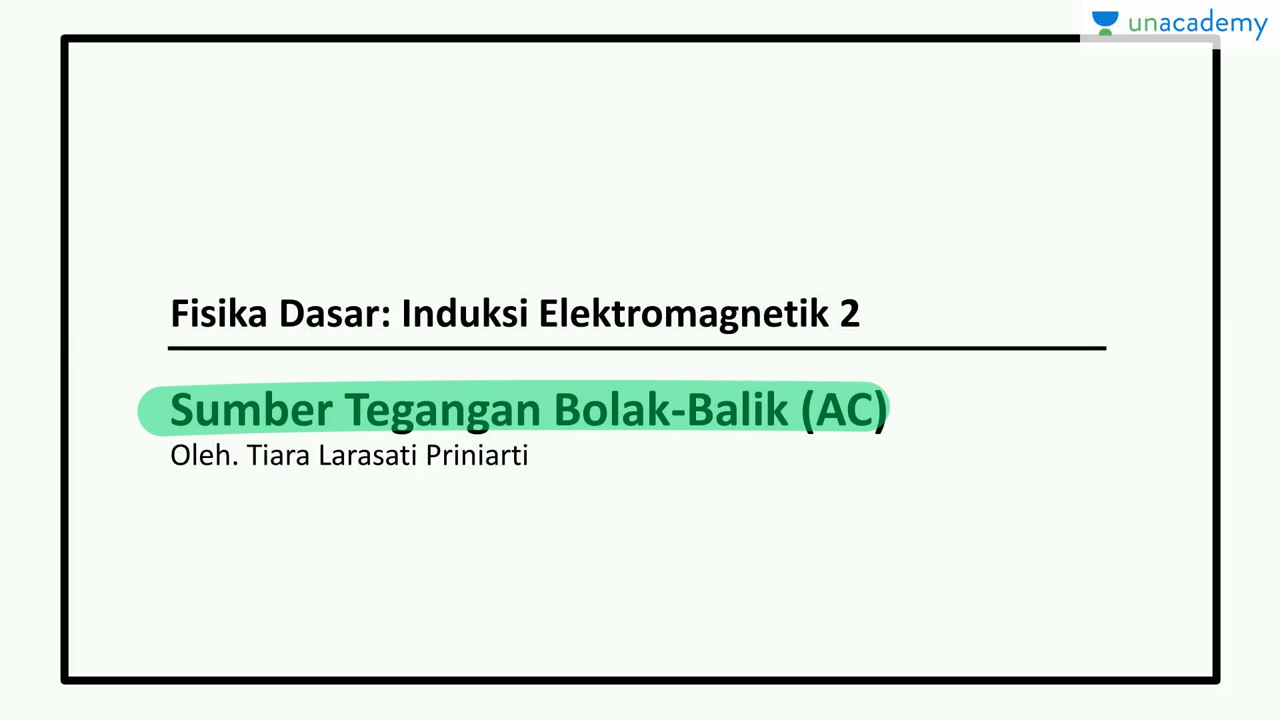 unacademy
Fisika Dasar: Induksi Elektromagnetik 2
Sumber Tegangan Bolak-Balik (AC)
Oleh. Tiara Larasati Priniarti